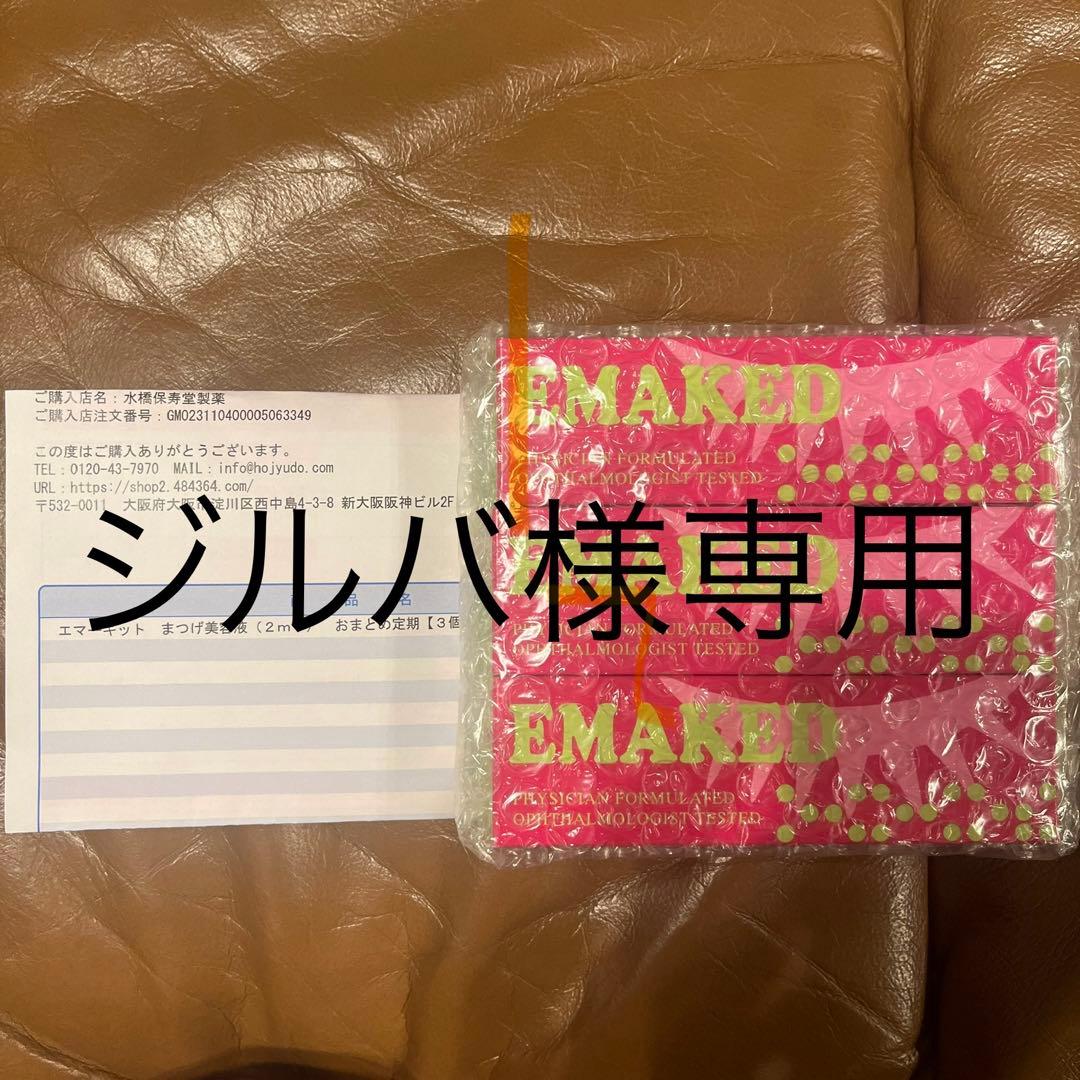 ご購入店名：水橋保寿堂製薬
ご購入店注文番号：GM023110400005063349
この度はご購入ありがとうございます。
TEL：0120-43-7970 MAIL：info@hojyudo.com
URL：https://shop2.484364.com/
〒532-0011 大阪府大阪市淀川区西中島4-3-8 新大阪阪神ビル2F
品 名
エマーキット まつげ美容液（2m おまとめ定期【3個
EMAKED
PHYSICIAN FORMULATED
OPHTHALMOLOGIST TESTED
EMAKED
PHYSICIAN FORMULATED
OPHTHALMOLOGIST TESTED
EMAKED
PHYSICIAN FORMULATED
OPHTHALMOLOGIST TESTED
ジルバ様専用